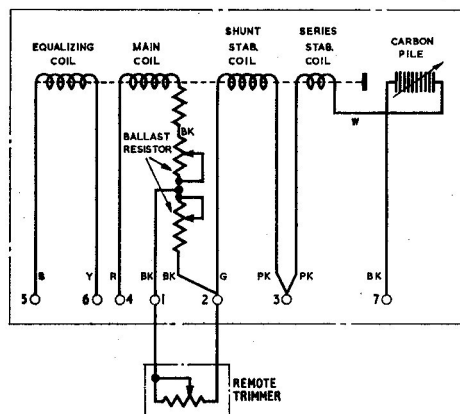 EQUALIZING
COIL
MAIN
COIL
SHUNT
STAB.
COIL
SERIES
STAB.
COIL
CARBON
PILE
W
BK
BALLAST
RESISTOR
Y R BK BK G PK PK BK
5 6 4 1 2 3 7
REMOTE
TRIMMER